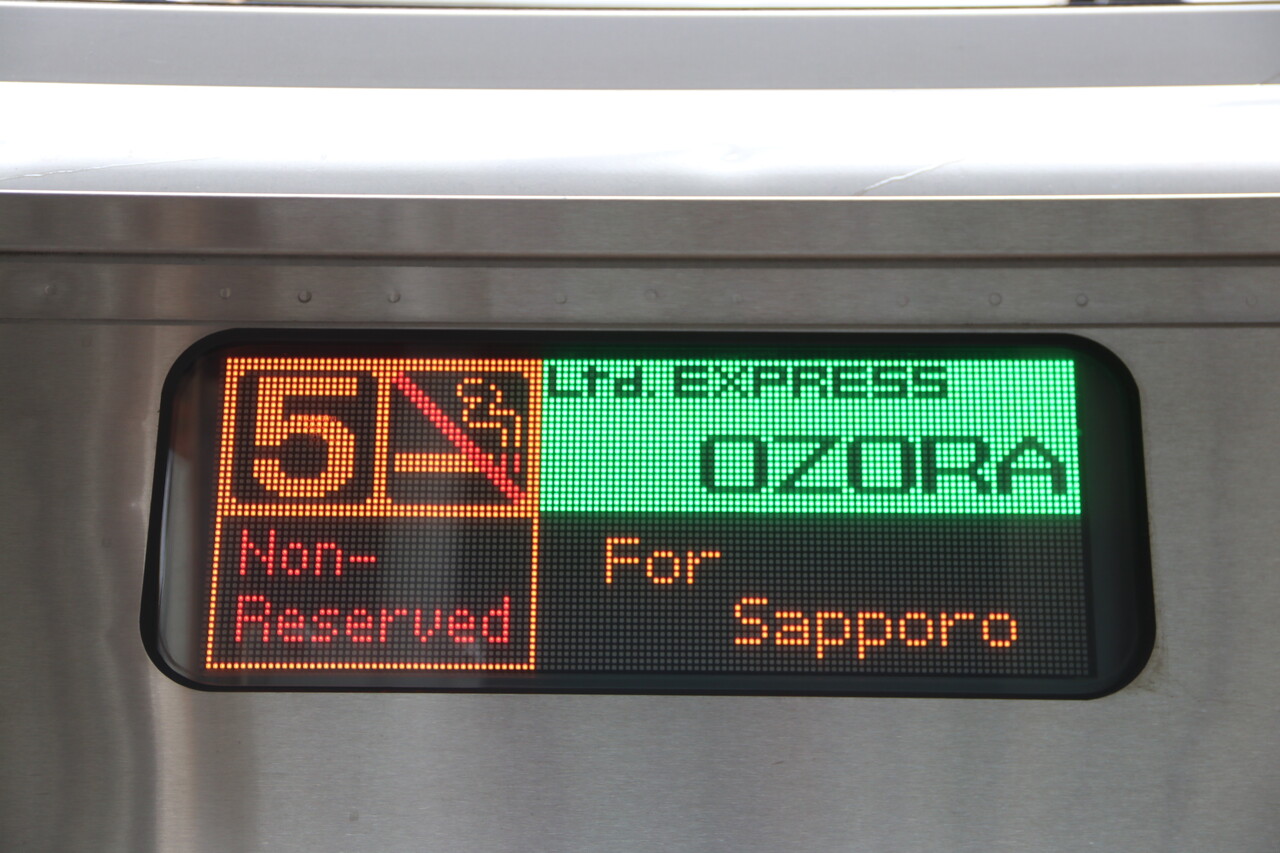 5
Non-
Reserved
Ltd. EXPRESS
OZORA
For
Sapporo